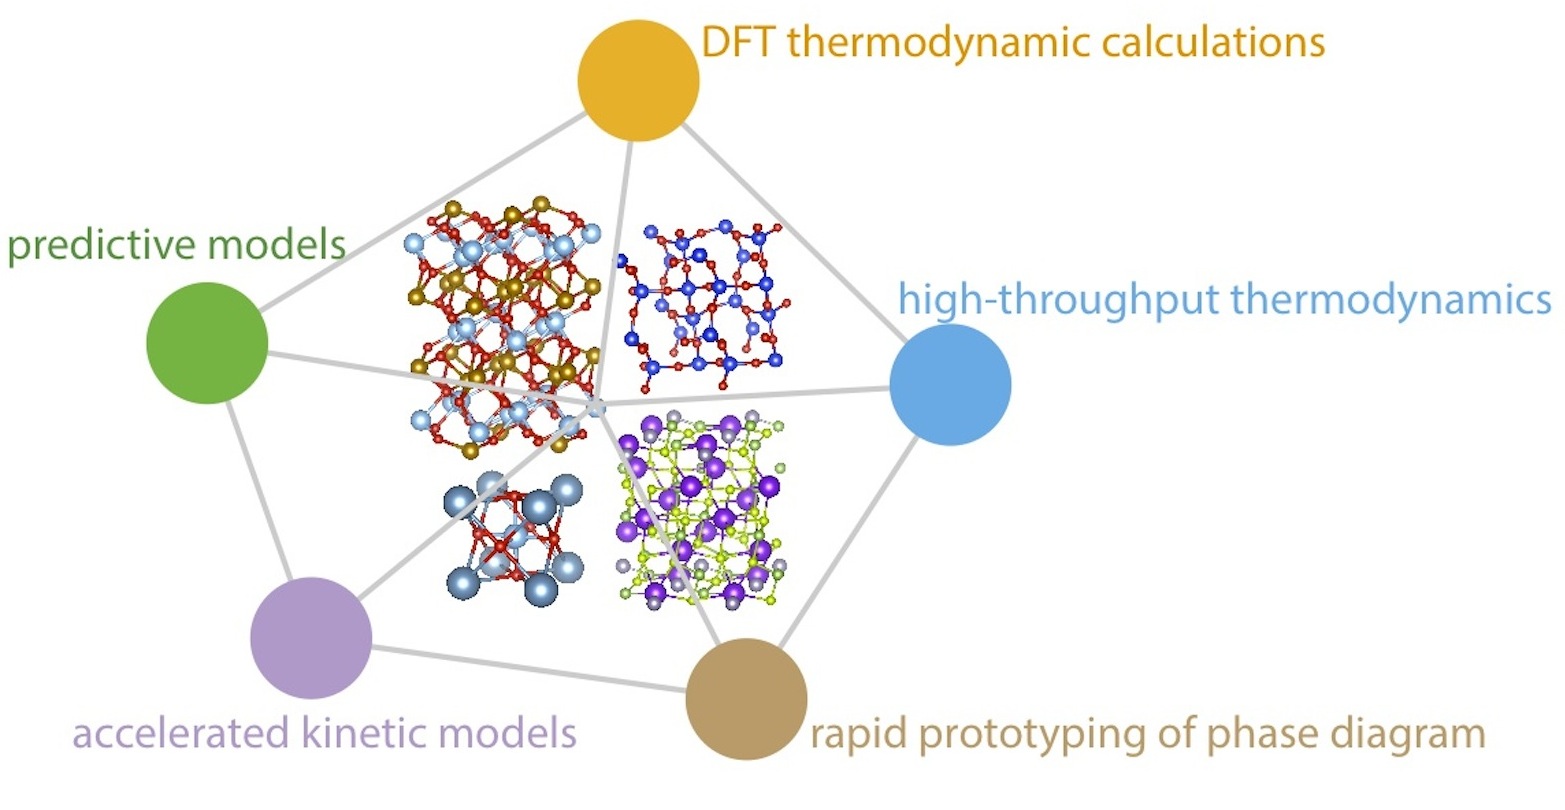 DFT thermodynamic calculations
predictive models
high-throughput thermodynamics
accelerated kinetic models
rapid prototyping of phase diagram